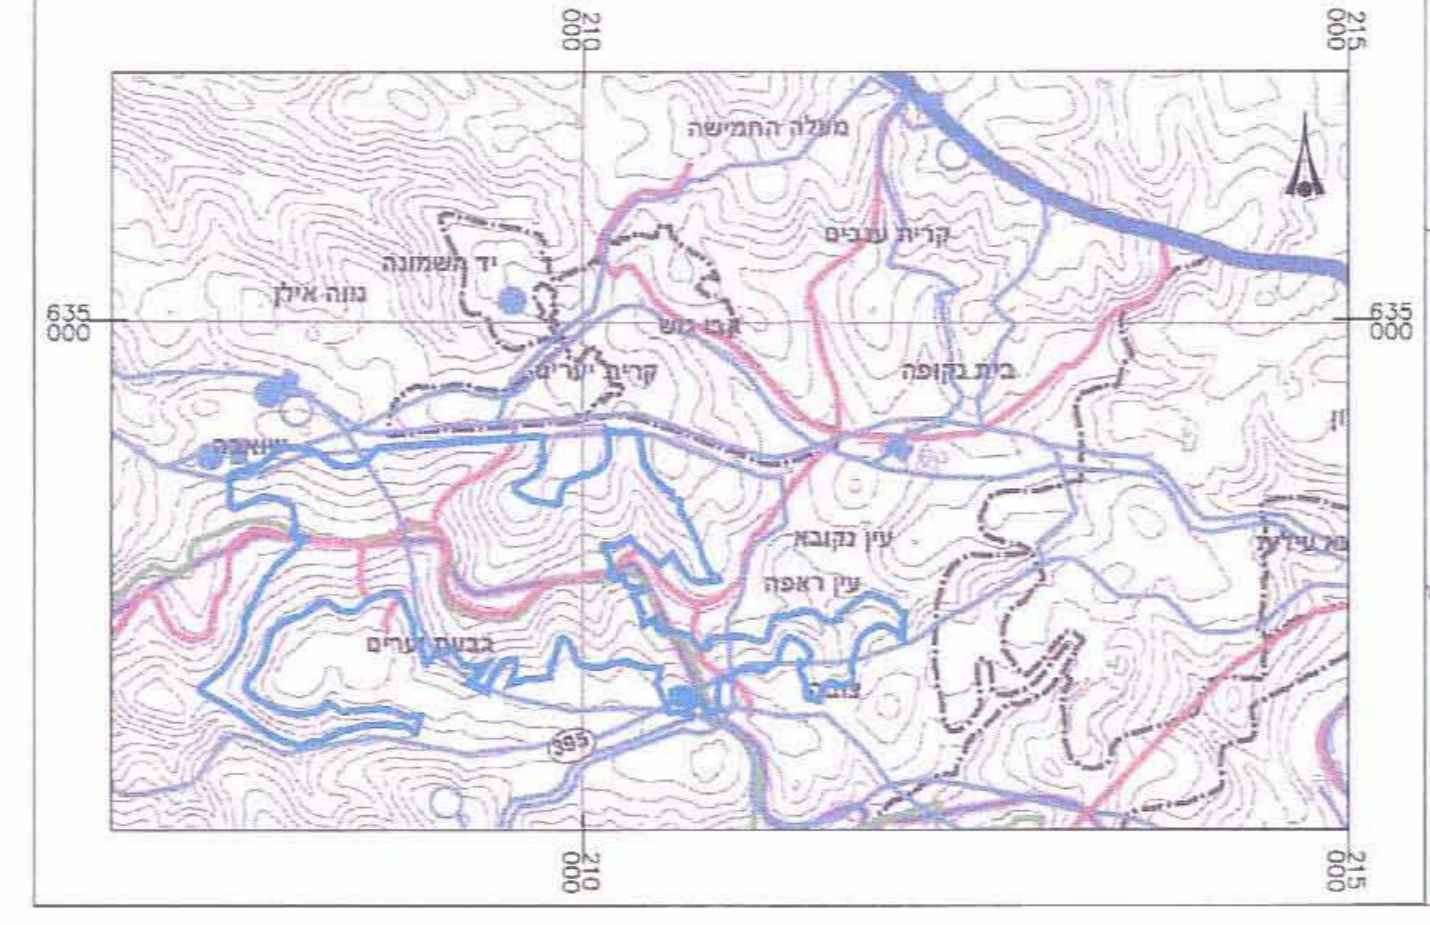 210
000
215
000
מעלה החמישה
קרית ענבים
יד השמונה
נווה אילן
635
000
635
000
אבו גוש
קרית יערים
בית נקופה
שואבה
עין נקובא
עין ראפה
גבעת יערים
צובה
395
210
000
215
000